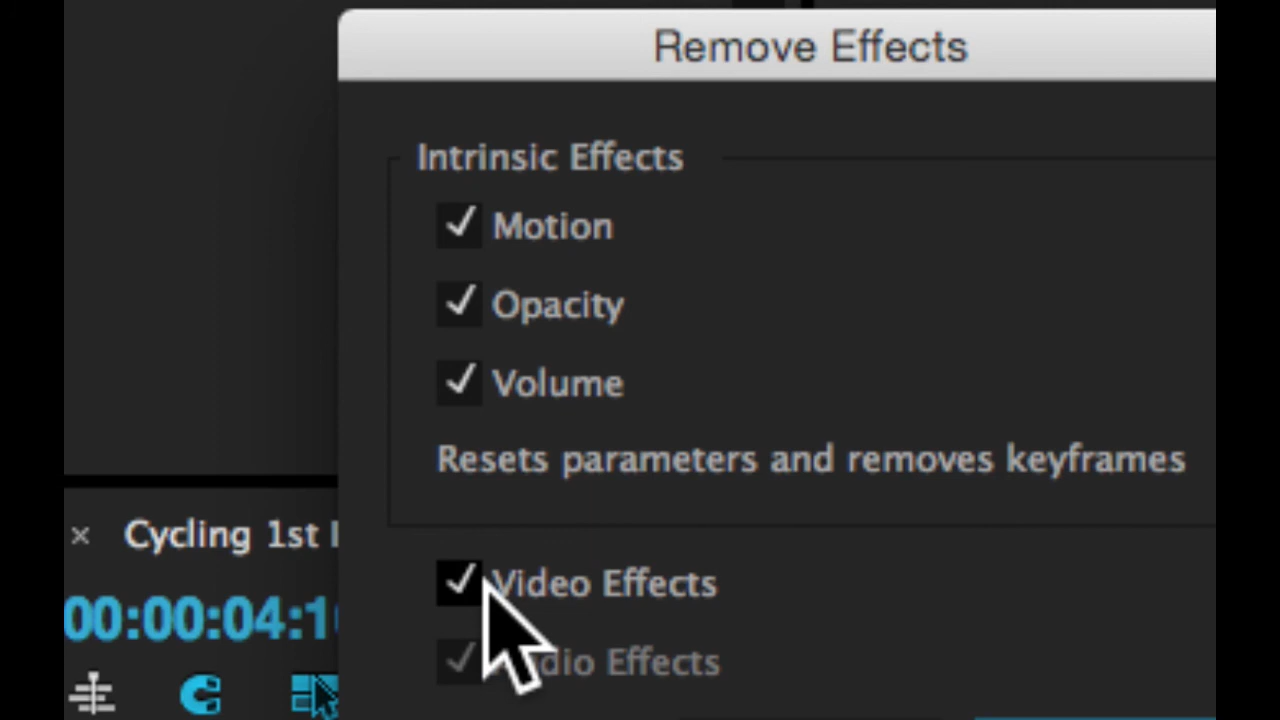 Remove Effects
Intrinsic Effects
Motion
Opacity
Volume
Resets parameters and removes keyframes
× Cycling 1st
Video Effects
00:00:04:1
Effects